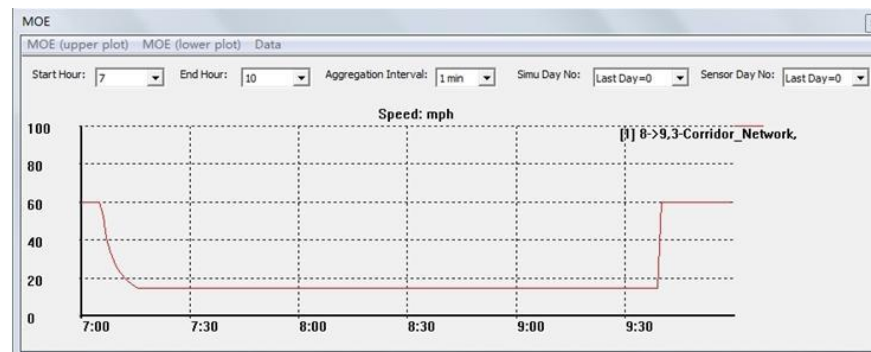 MOE
MOE (upper plot) MOE (lower plot) Data
Start Hour: 7 End Hour: 10 Aggregation Interval: 1 min Simu Day No: Last Day=0 Sensor Day No: Last Day=0
Speed: mph
[1] 8->9,3-Corridor_Network,
100
80
60
40
20
0
7:00 7:30 8:00 8:30 9:00 9:30